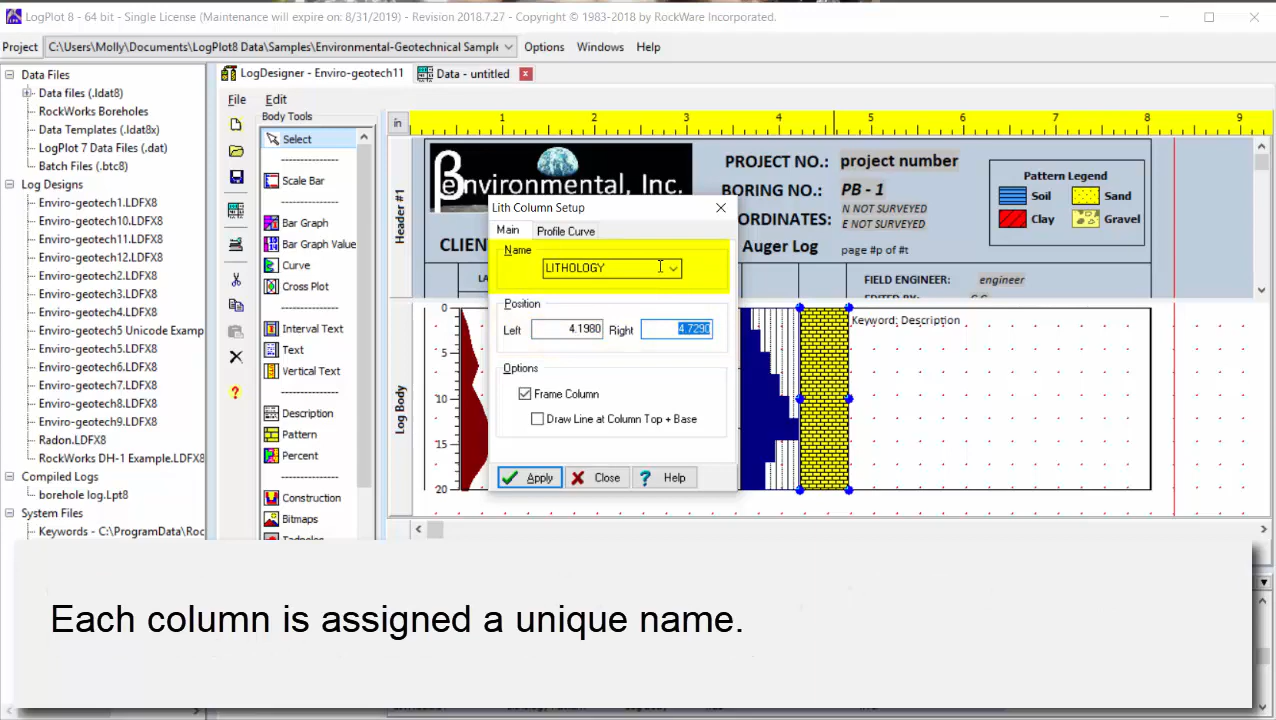 LogPlot 8 - 64 bit - Single License (Maintenance will expire on: 8/31/2019) - Revision 2018.7.27 - Copyright © 1983-2018 by RockWare Incorporated.
Project C:\Users\Molly\Documents\LogPlot8 Data\Samples\Environmental-Geotechnical Sample Options Windows Help
Data Files
Data files (.ldat8)
RockWorks Boreholes
Data Templates (.ldat8x)
LogPlot 7 Data Files (.dat)
Batch Files (.btc8)
Log Designs
Enviro-geotech1.LDFX8
Enviro-geotech10.LDFX8
Enviro-geotech11.LDFX8
Enviro-geotech12.LDFX8
Enviro-geotech2.LDFX8
Enviro-geotech3.LDFX8
Enviro-geotech4.LDFX8
Enviro-geotech5 Unicode Examp
Enviro-geotech5.LDFX8
Enviro-geotech6.LDFX8
Enviro-geotech7.LDFX8
Enviro-geotech8.LDFX8
Enviro-geotech9.LDFX8
Radon.LDFX8
RockWorks DH-1 Example.LDFX8
Compiled Logs
borehole log.Lpt8
System Files
Keywords - C:\ProgramData\Roc
LogDesigner - Enviro-geotech11 Data - untitled
File Edit
Body Tools
Select
Scale Bar
Bar Graph
Bar Graph Value
Curve
Cross Plot
Interval Text
Text
Vertical Text
Description
Pattern
Percent
Construction
Bitmaps
Tadpoles
in 1 2 3 4 5 6 7 8 9
Header #1
βenvironmental, Inc.
PROJECT NO.: project number
BORING NO.: PB - 1
ORDINATES: N NOT SURVEYED
E NOT SURVEYED
CLIEN
Auger Log page #p of #t
Pattern Legend
Soil Sand
Clay Gravel
FIELD ENGINEER: engineer
Log Body
0
5
10
15
20
Keyword; Description
Lith Column Setup
Main Profile Curve
Name
LITHOLOGY
Position
Left 4.1980 Right 4.7290
Options
Frame Column
Draw Line at Column Top + Base
Apply Close Help
Each column is assigned a unique name.